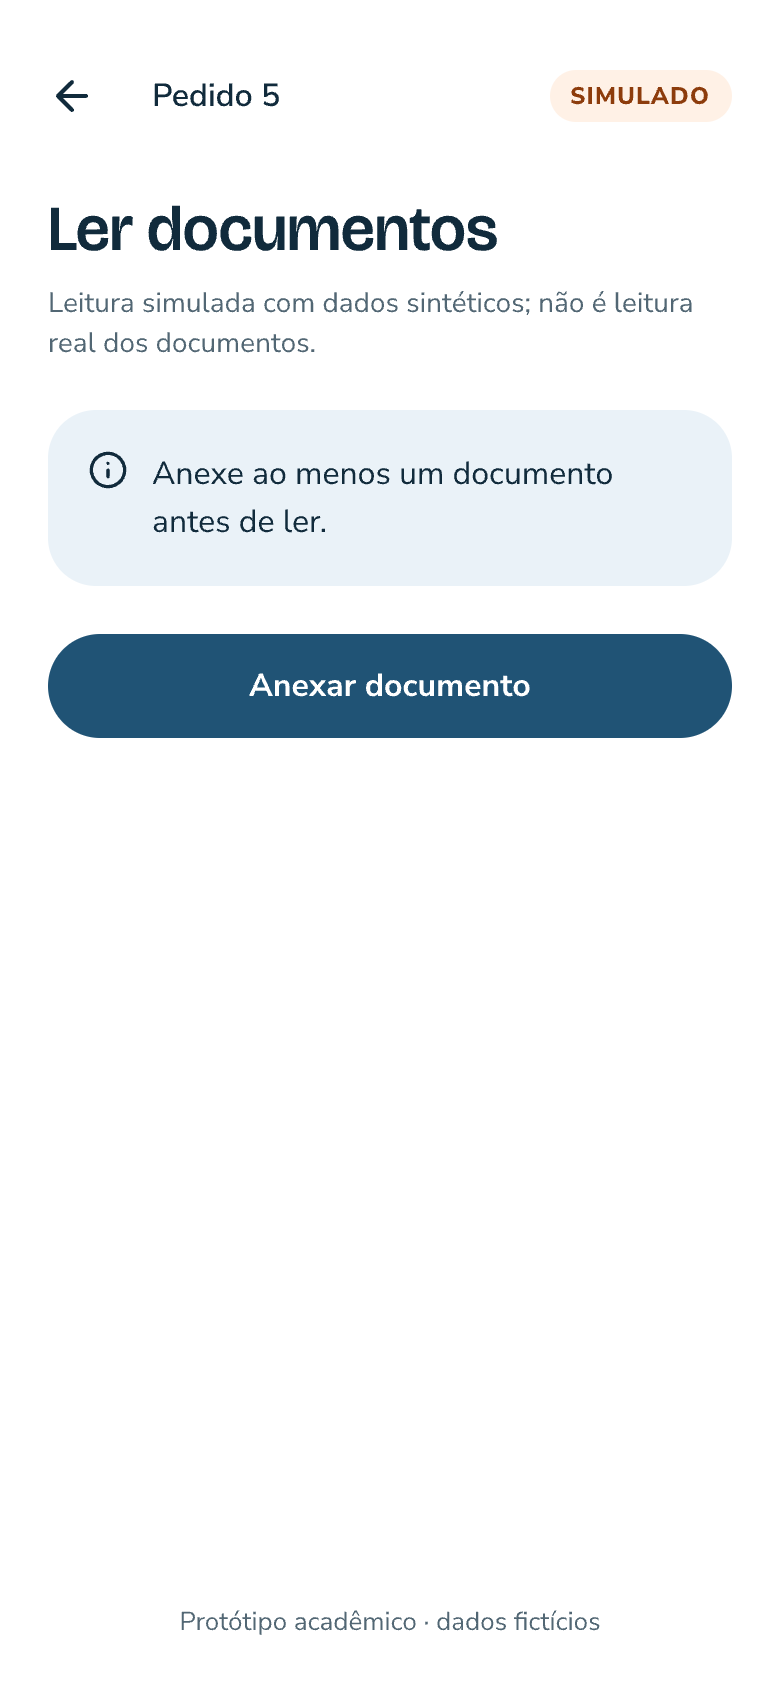 Pedido 5
SIMULADO
Ler documentos
Leitura simulada com dados sintéticos; não é leitura
real dos documentos.
Anexe ao menos um documento
antes de ler.
Anexar documento
Protótipo acadêmico · dados fictícios